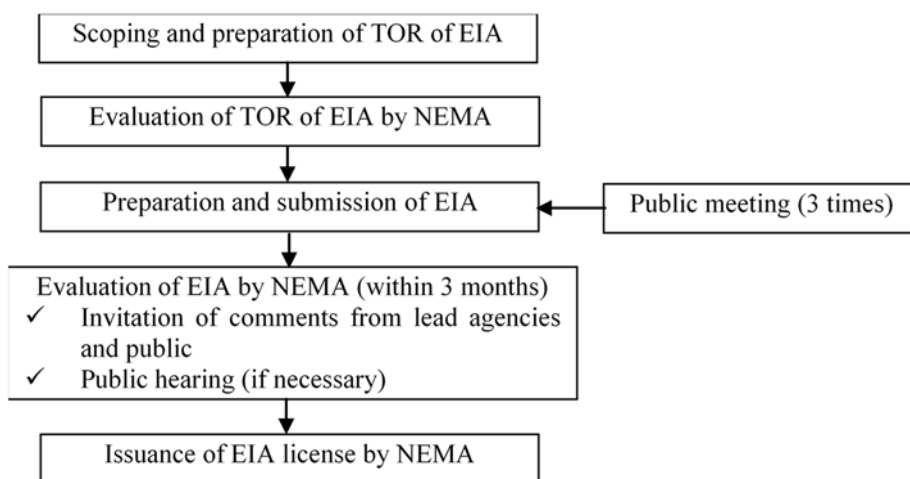 Scoping and preparation of TOR of EIA
Evaluation of TOR of EIA by NEMA
Preparation and submission of EIA
Public meeting (3 times)
Evaluation of EIA by NEMA (within 3 months)
✓ Invitation of comments from lead agencies
and public
✓ Public hearing (if necessary)
Issuance of EIA license by NEMA